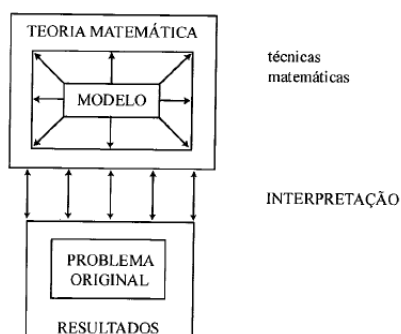 TEORIA MATEMÁTICA
técnicas
matemáticas
MODELO
INTERPRETAÇÃO
PROBLEMA
ORIGINAL
RESULTADOS